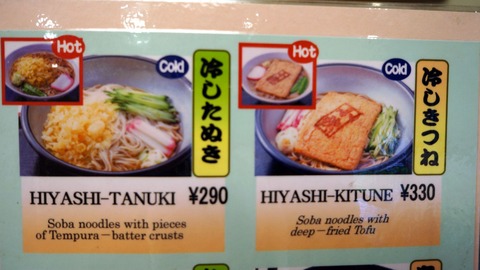 Hot
Cold
冷したぬき
HIYASHI-TANUKI ¥290
Soba noodles with pieces
of Tempura-batter crusts
Hot
Cold
冷しきつね
HIYASHI-KITUNE ¥330
Soba noodles with
deep-fried Tofu